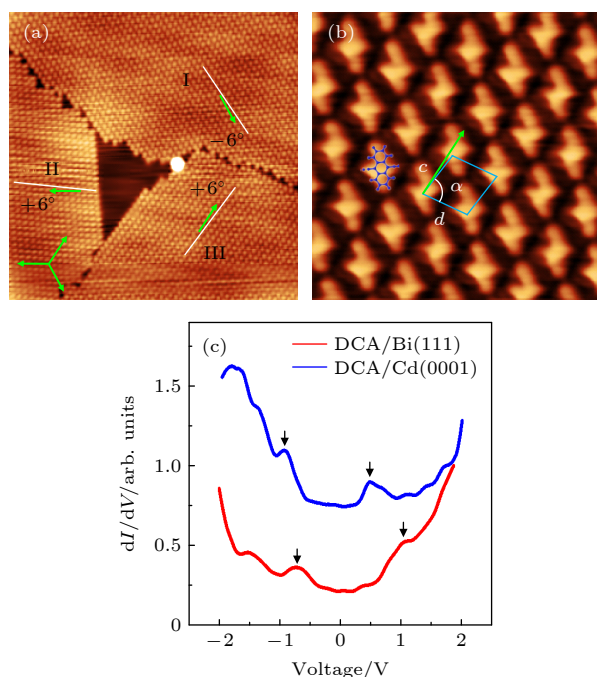 (a)
I
−6°
II
+6°
+6°
III
(b)
c
α
d
(c)
DCA/Bi(111)
DCA/Cd(0001)
dI/dV/arb. units
1.5
1.0
0.5
0
−2
−1
0
1
2
Voltage/V